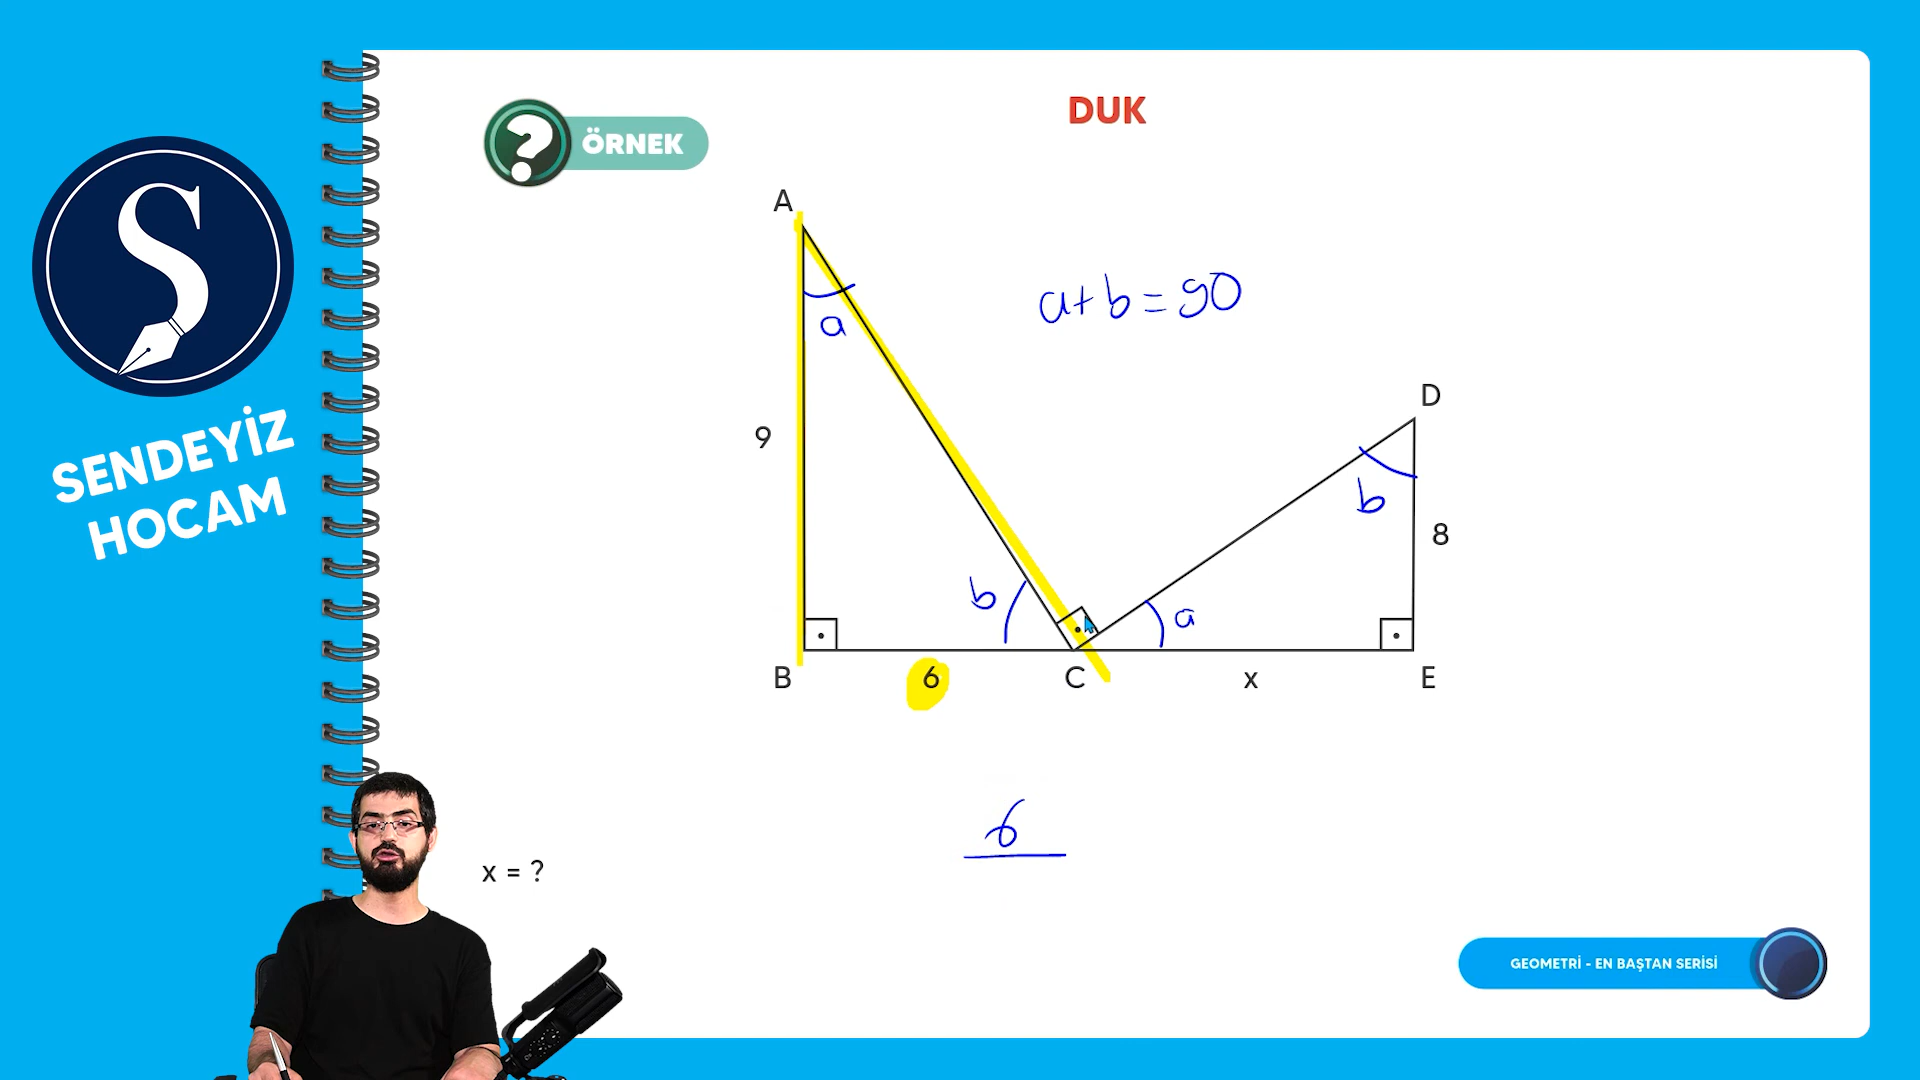 DUK
? ÖRNEK
S
SENDEYİZ
HOCAM
A
a
a+b=90
9
D
b
8
b
a
B
6
C
x
E
6
x = ?
GEOMETRİ - EN BAŞTAN SERİSİ